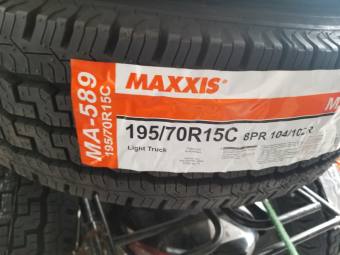 MA-589
195/70R15C
MAXXIS
195/70R15C 8PR
Light Truck